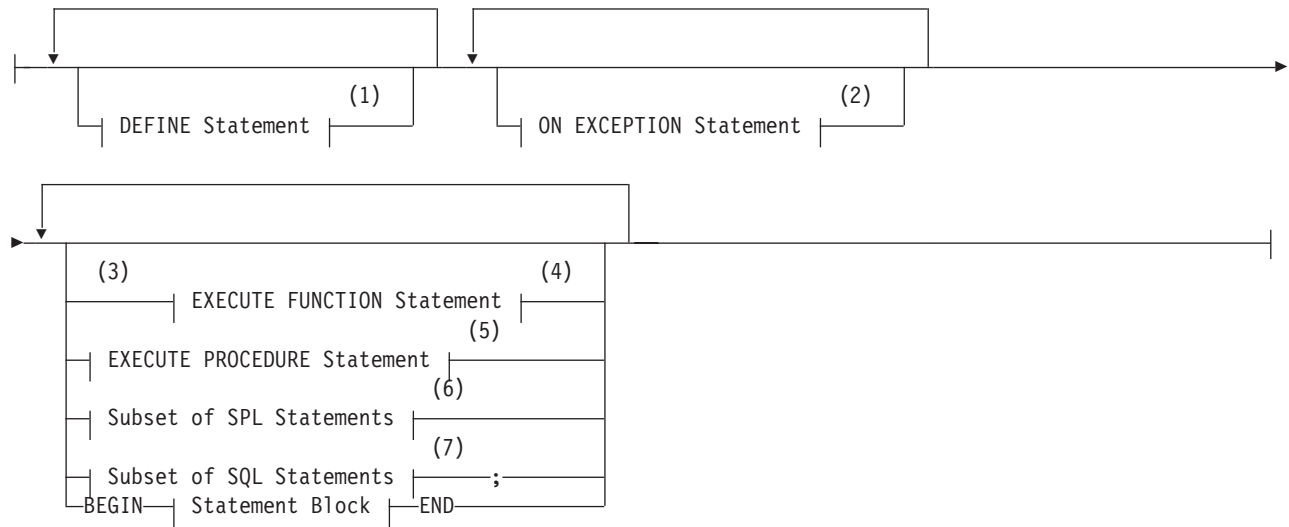 (1)
(2)
DEFINE Statement
ON EXCEPTION Statement
(3)
(4)
EXECUTE FUNCTION Statement
(5)
EXECUTE PROCEDURE Statement
(6)
Subset of SPL Statements
(7)
Subset of SQL Statements ;
BEGIN Statement Block END